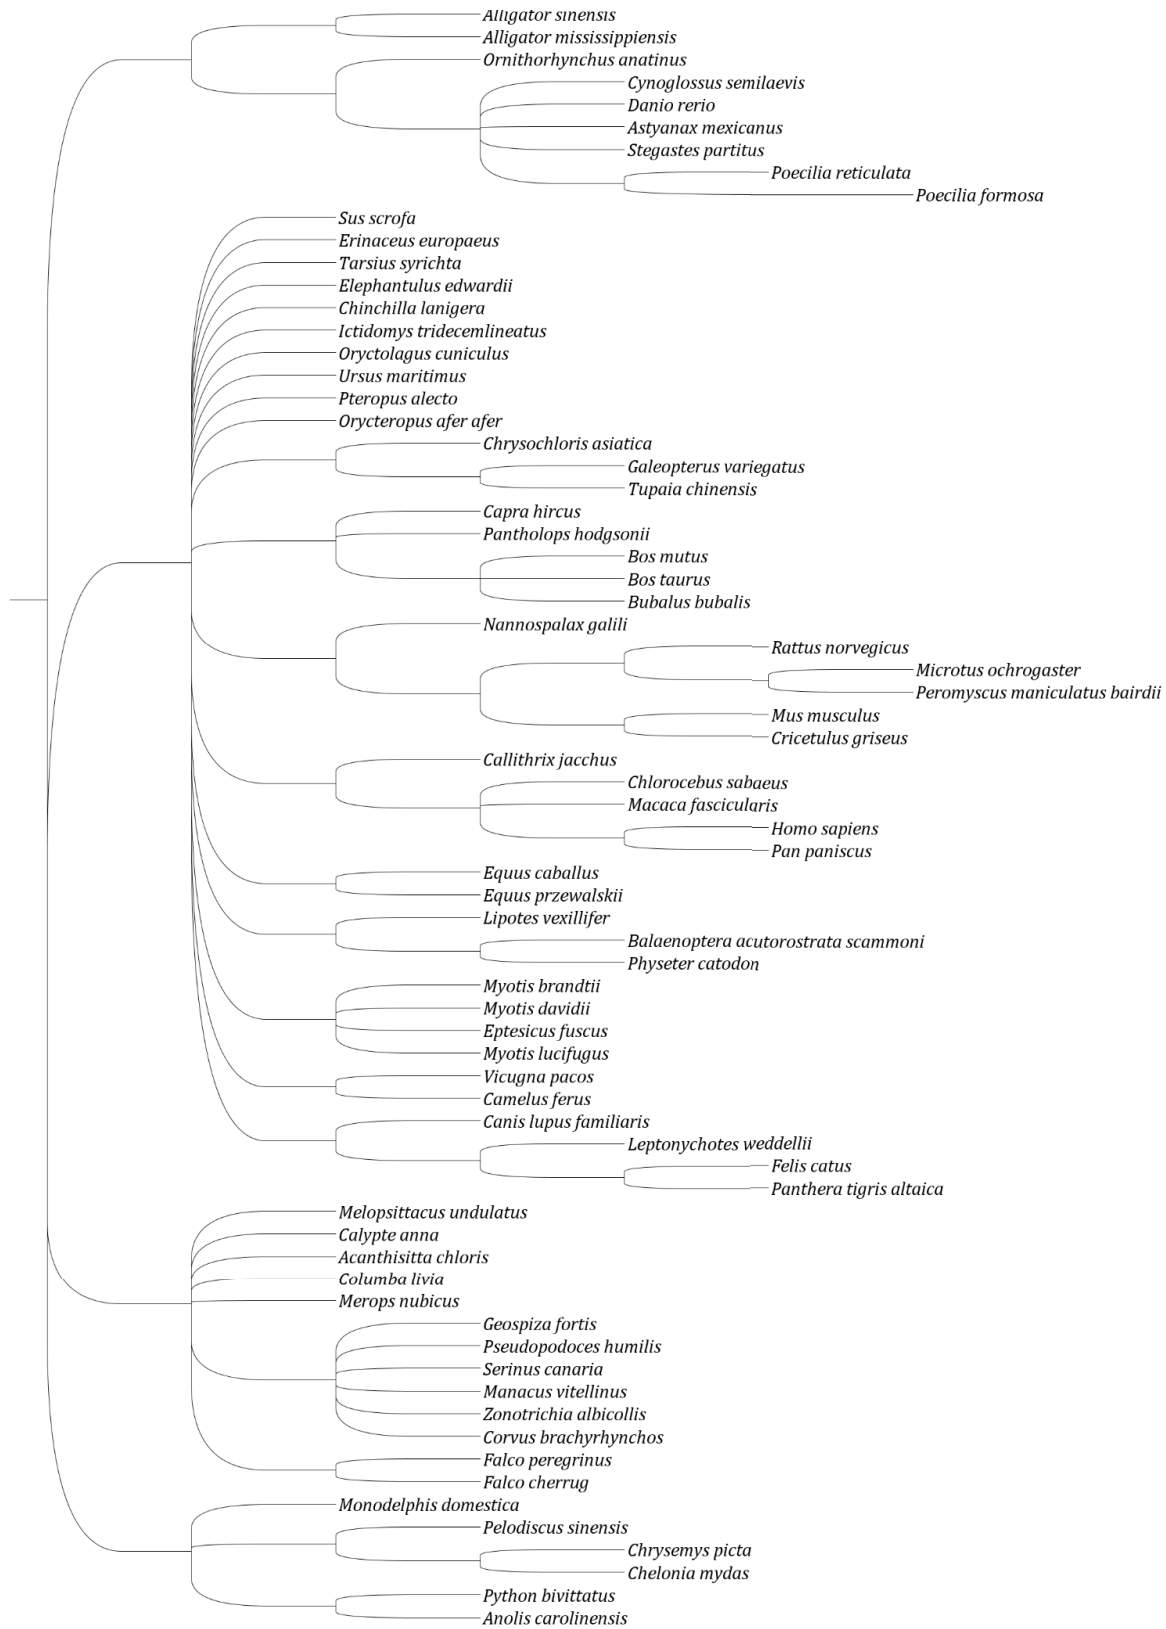 Alligator sinensis
Alligator mississippiensis
Ornithorhynchus anatinus
Cynoglossus semilaevis
Danio rerio
Astyanax mexicanus
Stegastes partitus
Poecilia reticulata
Poecilia formosa
Sus scrofa
Erinaceus europaeus
Tarsius syrichta
Elephantulus edwardii
Chinchilla lanigera
Ictidomys tridecemlineatus
Oryctolagus cuniculus
Ursus maritimus
Pteropus alecto
Orycteropus afer afer
Chrysochloris asiatica
Galeopterus variegatus
Tupaia chinensis
Capra hircus
Pantholops hodgsonii
Bos mutus
Bos taurus
Bubalus bubalis
Nannospalax galili
Rattus norvegicus
Microtus ochrogaster
Peromyscus maniculatus bairdii
Mus musculus
Cricetulus griseus
Callithrix jacchus
Chlorocebus sabaeus
Macaca fascicularis
Homo sapiens
Pan paniscus
Equus caballus
Equus przewalskii
Lipotes vexillifer
Balaenoptera acutorostrata scammoni
Physeter catodon
Myotis brandtii
Myotis davidii
Eptesicus fuscus
Myotis lucifugus
Vicugna pacos
Camelus ferus
Canis lupus familiaris
Leptonychotes weddellii
Felis catus
Panthera tigris altaica
Melopsittacus undulatus
Calypte anna
Acanthisitta chloris
Columba livia
Merops nubicus
Geospiza fortis
Pseudopodoces humilis
Serinus canaria
Manacus vitellinus
Zonotrichia albicollis
Corvus brachyrhynchos
Falco peregrinus
Falco cherrug
Monodelphis domestica
Pelodiscus sinensis
Chrysemys picta
Chelonia mydas
Python bivittatus
Anolis carolinensis